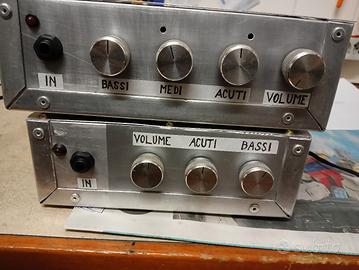 IN
BASSI MEDI ACUTI VOLUME
VOLUME ACUTI BASSI
IN